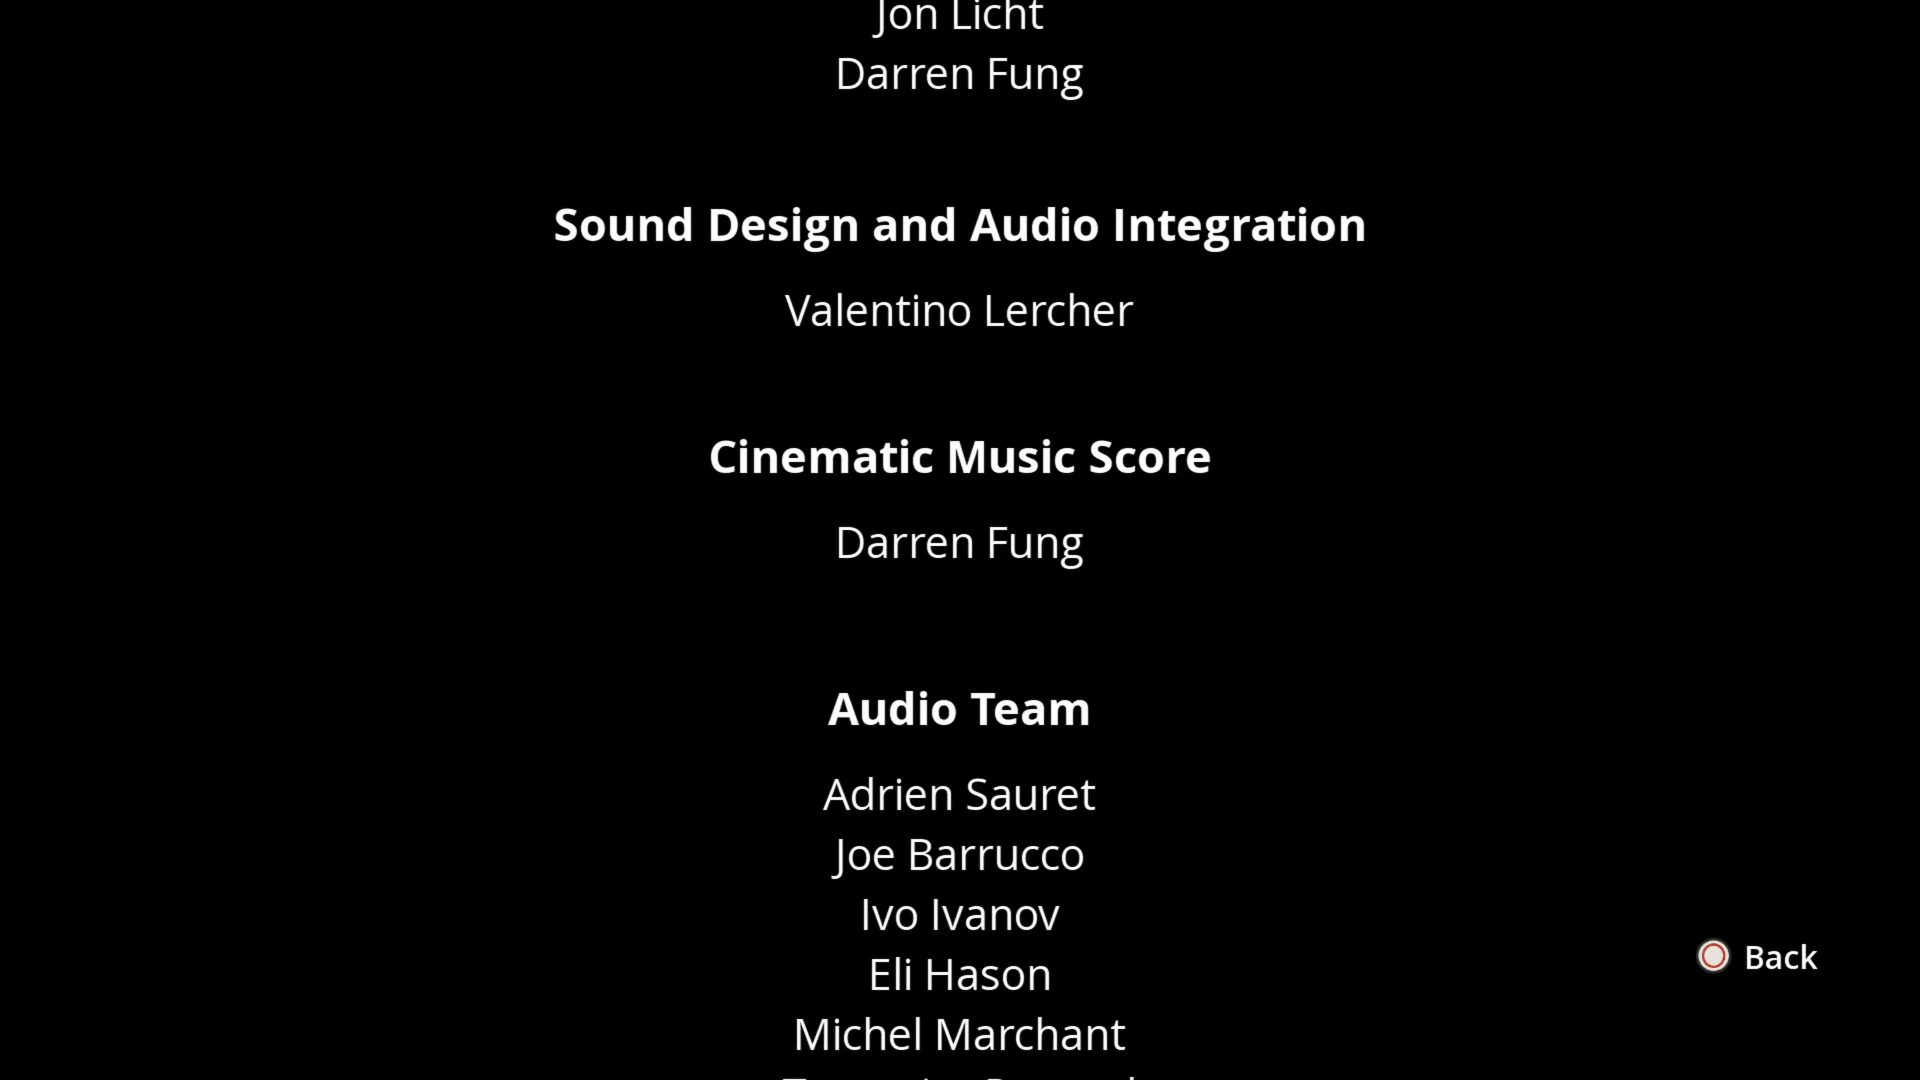 Jon Licht
Darren Fung
Sound Design and Audio Integration
Valentino Lercher
Cinematic Music Score
Darren Fung
Audio Team
Adrien Sauret
Joe Barrucco
Ivo Ivanov
Eli Hason
Back
Michel Marchant